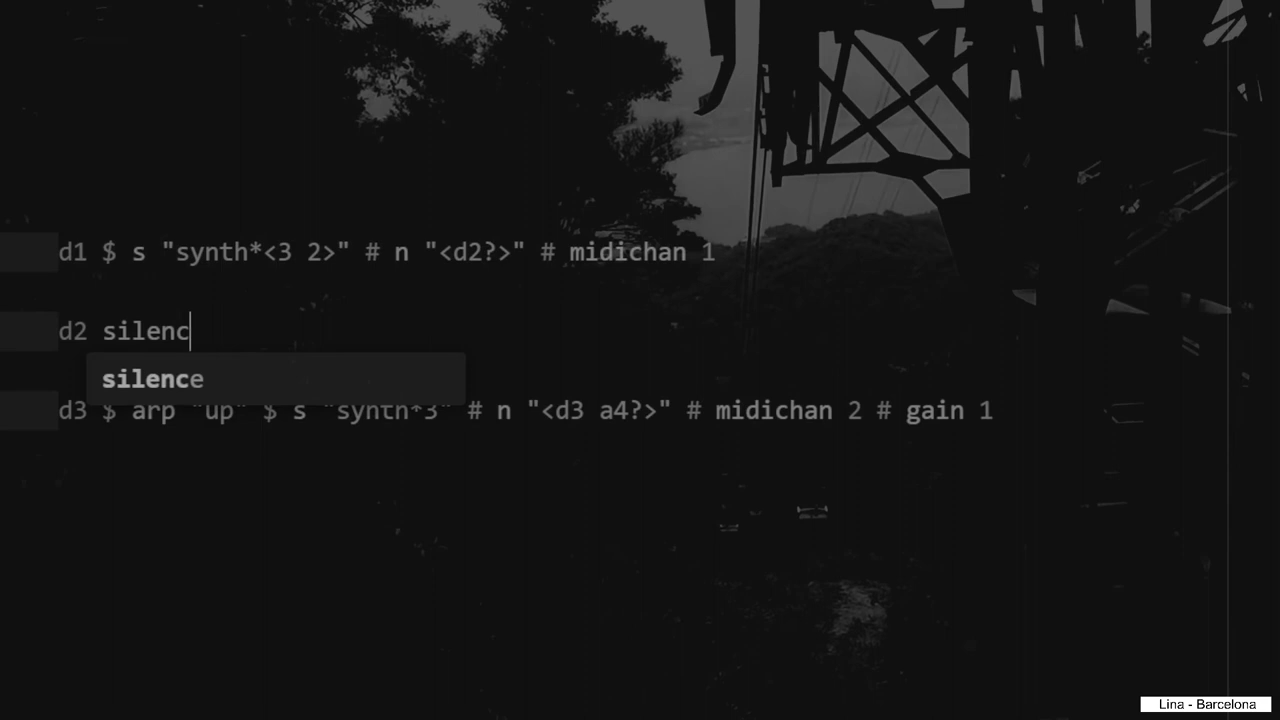 d1 $ s "synth*<3 2>" # n "<d2?>" # midichan 1
d2 silenc
silence
d3 $ arp "up" $ s "synth*3" # n "<d3 a4?>" # midichan 2 # gain 1
Lina - Barcelona